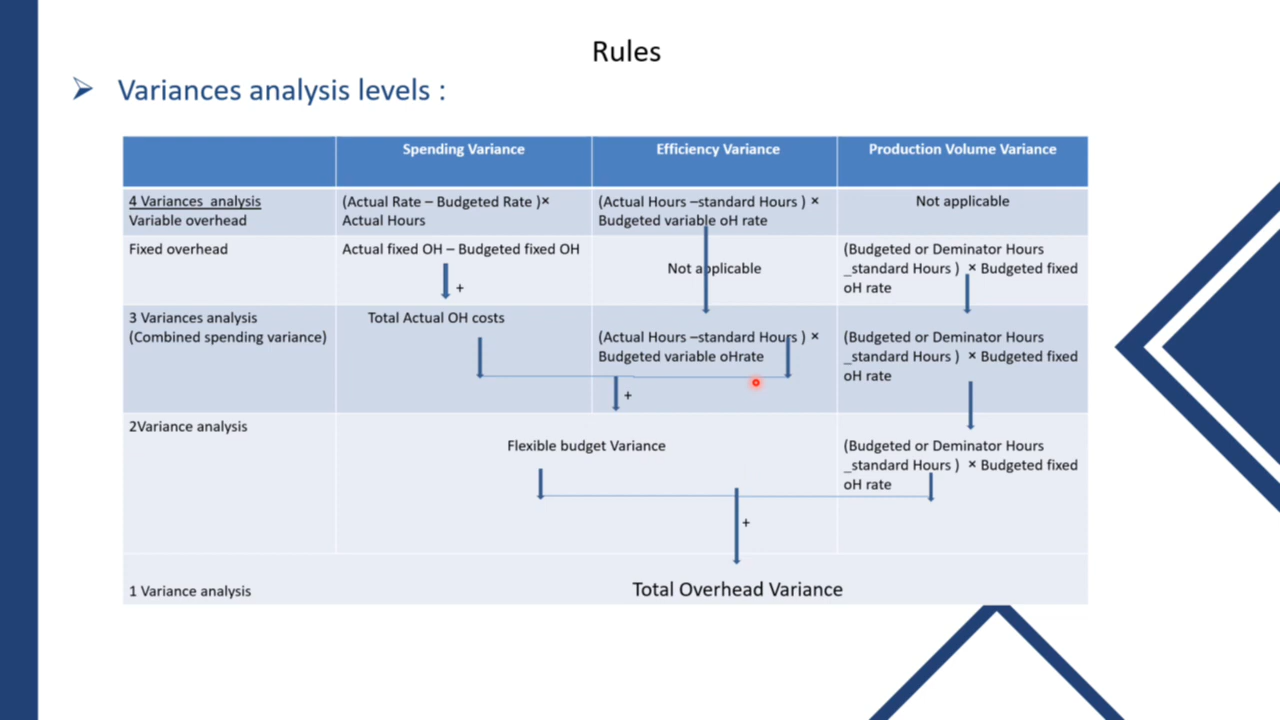 Rules
Variances analysis levels :
Spending Variance
Efficiency Variance
Production Volume Variance
4 Variances  analysis
Variable overhead
(Actual Rate – Budgeted Rate )×
Actual Hours
(Actual Hours –standard Hours ) ×
Budgeted variable oH rate
Not applicable
Fixed overhead
Actual fixed OH – Budgeted fixed OH
+
Not applicable
(Budgeted or Deminator Hours
_standard Hours )  × Budgeted fixed
oH rate
3 Variances analysis
(Combined spending variance)
Total Actual OH costs
(Actual Hours –standard Hours ) ×
Budgeted variable oHrate
+
(Budgeted or Deminator Hours
_standard Hours )  × Budgeted fixed
oH rate
2Variance analysis
Flexible budget Variance
(Budgeted or Deminator Hours
_standard Hours )  × Budgeted fixed
oH rate
+
1 Variance analysis
Total Overhead Variance